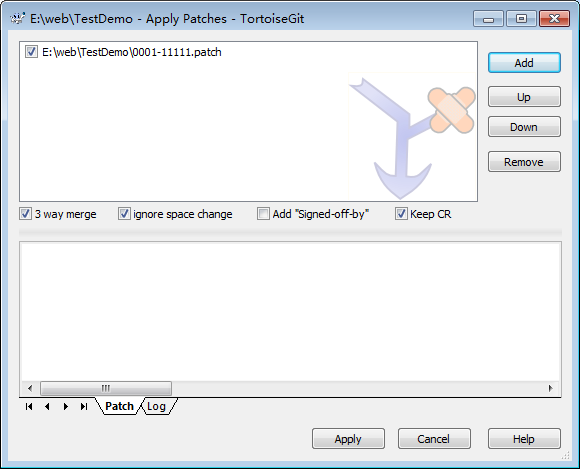 E:\web\TestDemo - Apply Patches - TortoiseGit
E:\web\TestDemo\0001-11111.patch
Add
Up
Down
Remove
3 way merge
ignore space change
Add "Signed-off-by"
Keep CR
Patch
Log
Apply
Cancel
Help